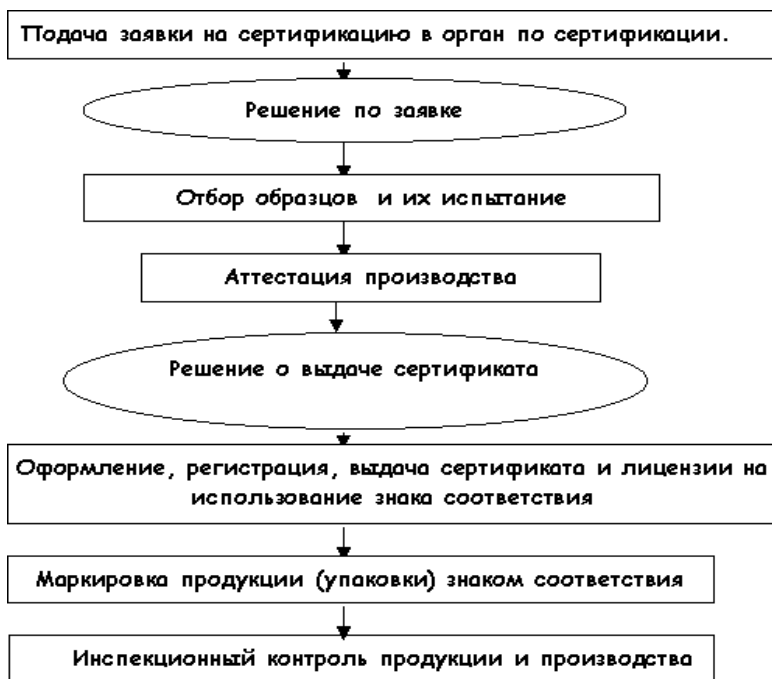 Подача заявки на сертификацию в орган по сертификации.
Решение по заявке
Отбор образцов и их испытание
Аттестация производства
Решение о выдаче сертификата
Оформление, регистрация, выдача сертификата и лицензии на
использование знака соответствия
Маркировка продукции (упаковки) знаком соответствия
Инспекционный контроль продукции и производства